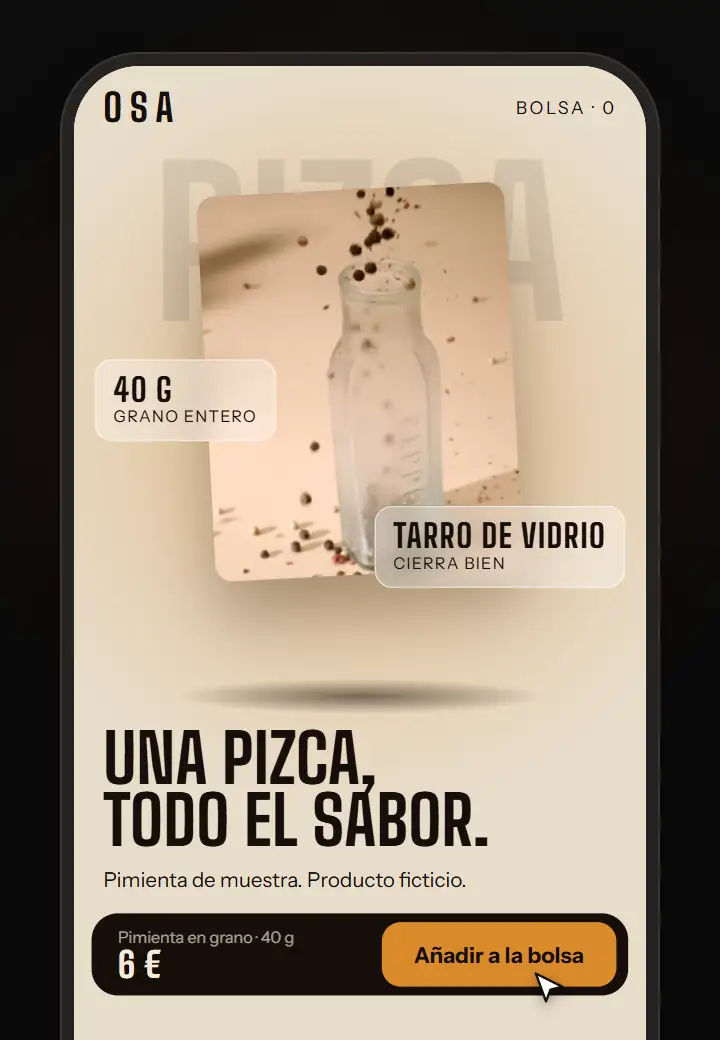 OSA
BOLSA · 0
PIZCA
40 G
GRANO ENTERO
TARRO DE VIDRIO
CIERRA BIEN
UNA PIZCA,
TODO EL SABOR.
Pimienta de muestra. Producto ficticio.
Pimienta en grano · 40 g
6 €
Añadir a la bolsa